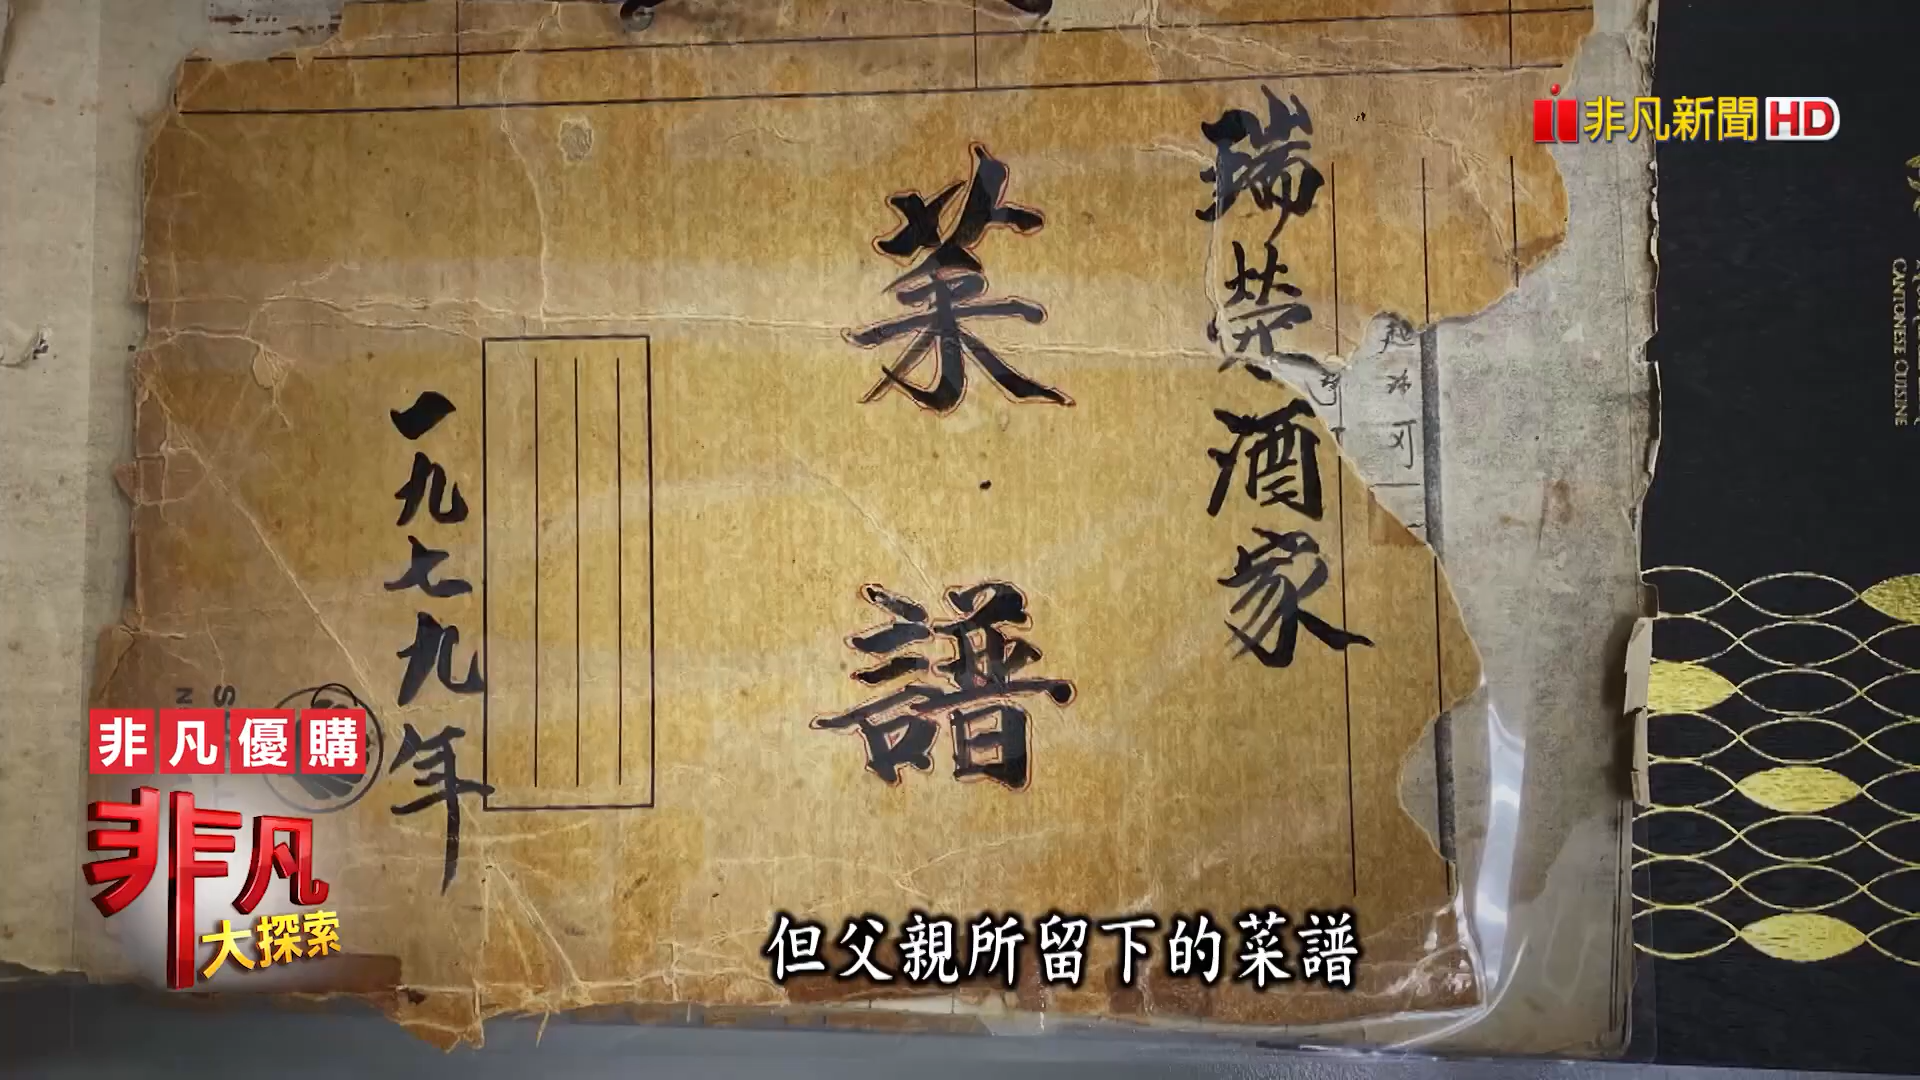 非凡新聞HD
瑞榮酒家
菜譜
一九七九年
CANTONESE CUISINE
非凡優購
非凡
大探索
但父親所留下的菜譜